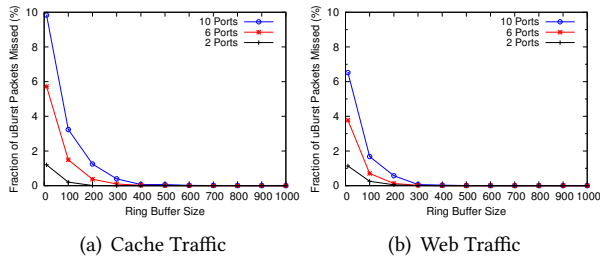 Fraction of uBurst Packets Missed (%)
10
8
6
4
2
0
0 100 200 300 400 500 600 700 800 900 1000
Ring Buffer Size
10 Ports
6 Ports
2 Ports
(a) Cache Traffic
Fraction of uBurst Packets Missed (%)
10
8
6
4
2
0
0 100 200 300 400 500 600 700 800 900 1000
Ring Buffer Size
10 Ports
6 Ports
2 Ports
(b) Web Traffic